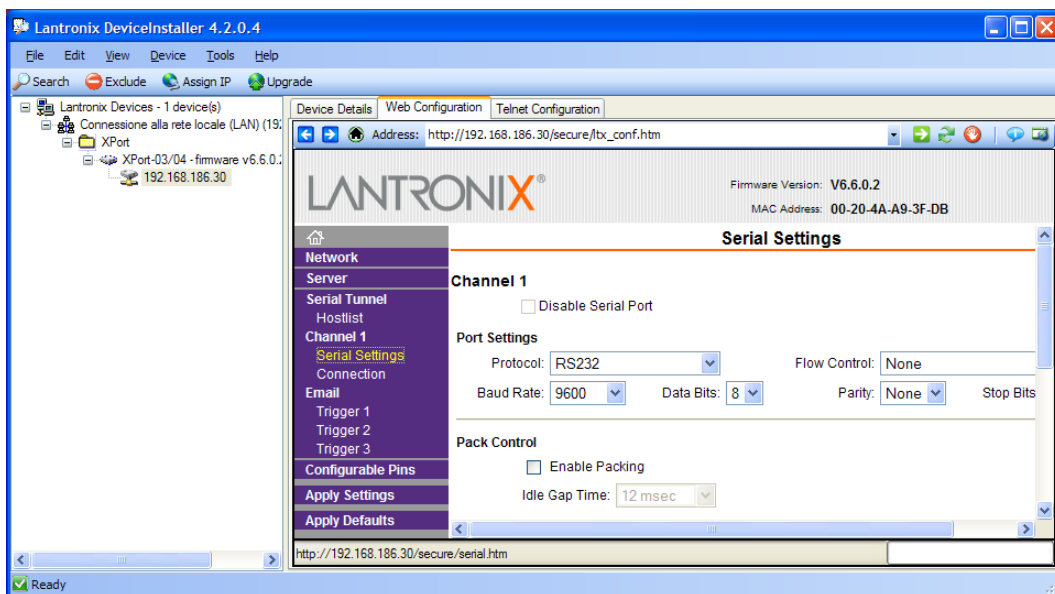 Lantronix DeviceInstaller 4.2.0.4
File Edit View Device Tools Help
Search Exclude Assign IP Upgrade
Lantronix Devices - 1 device(s)
Connessione alla rete locale (LAN) (19
XPort
XPort-03/04 - firmware v6.6.0.
192.168.186.30
Device Details Web Configuration Telnet Configuration
Address: http://192.168.186.30/secure/ltx_conf.htm
LANTRONIX®
Firmware Version: V6.6.0.2
MAC Address: 00-20-4A-A9-3F-DB
Network
Server
Serial Tunnel
Hostlist
Channel 1
Serial Settings
Connection
Email
Trigger 1
Trigger 2
Trigger 3
Configurable Pins
Apply Settings
Apply Defaults
Serial Settings
Channel 1
Disable Serial Port
Port Settings
Protocol: RS232 Flow Control: None
Baud Rate: 9600 Data Bits: 8 Parity: None Stop Bits
Pack Control
Enable Packing
Idle Gap Time: 12 msec
http://192.168.186.30/secure/serial.htm
Ready